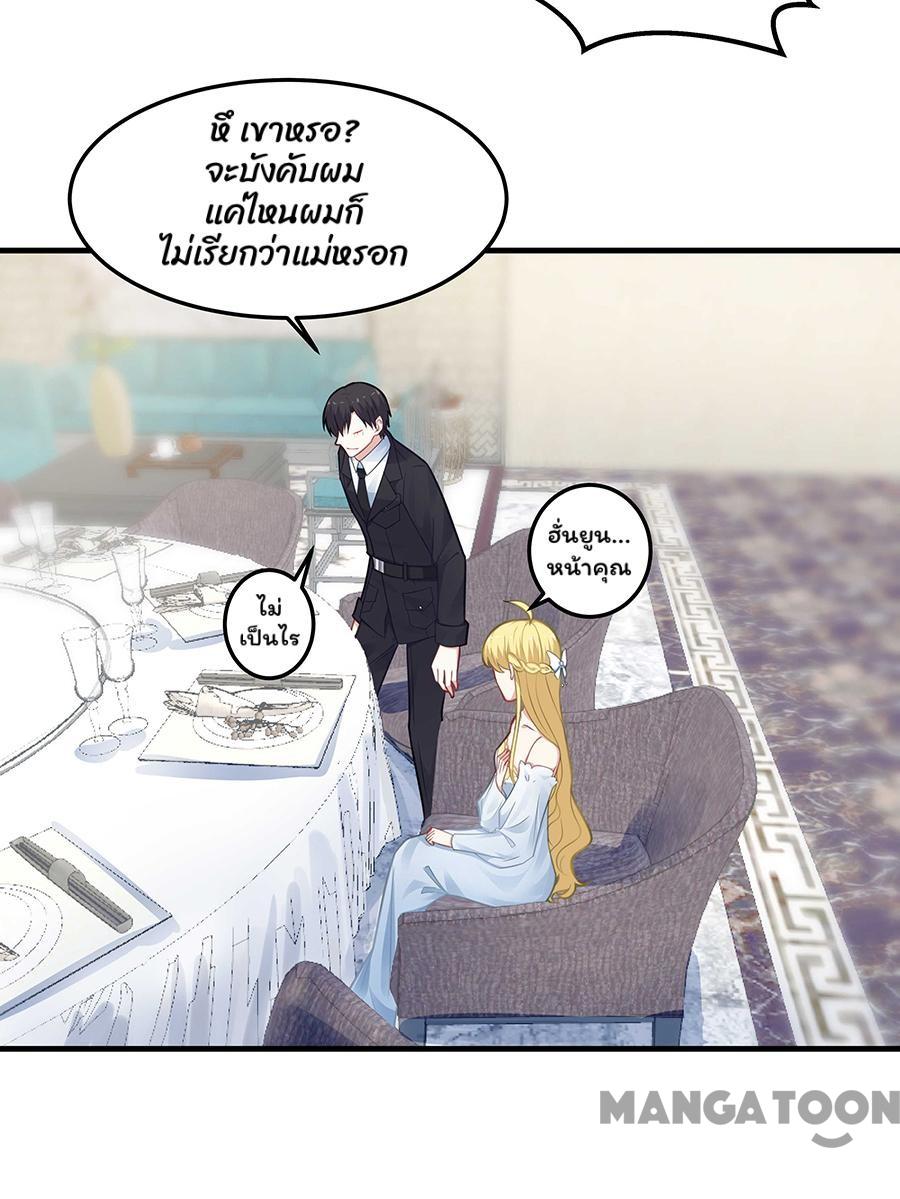 หึ เขาหรอ?
จะบังคับผม
แค่ไหนผมก็
ไม่เรียกว่าแม่หรอก
ฮั่นยูน...
หน้าคุณ
ไม่
เป็นไร
MANGATOON